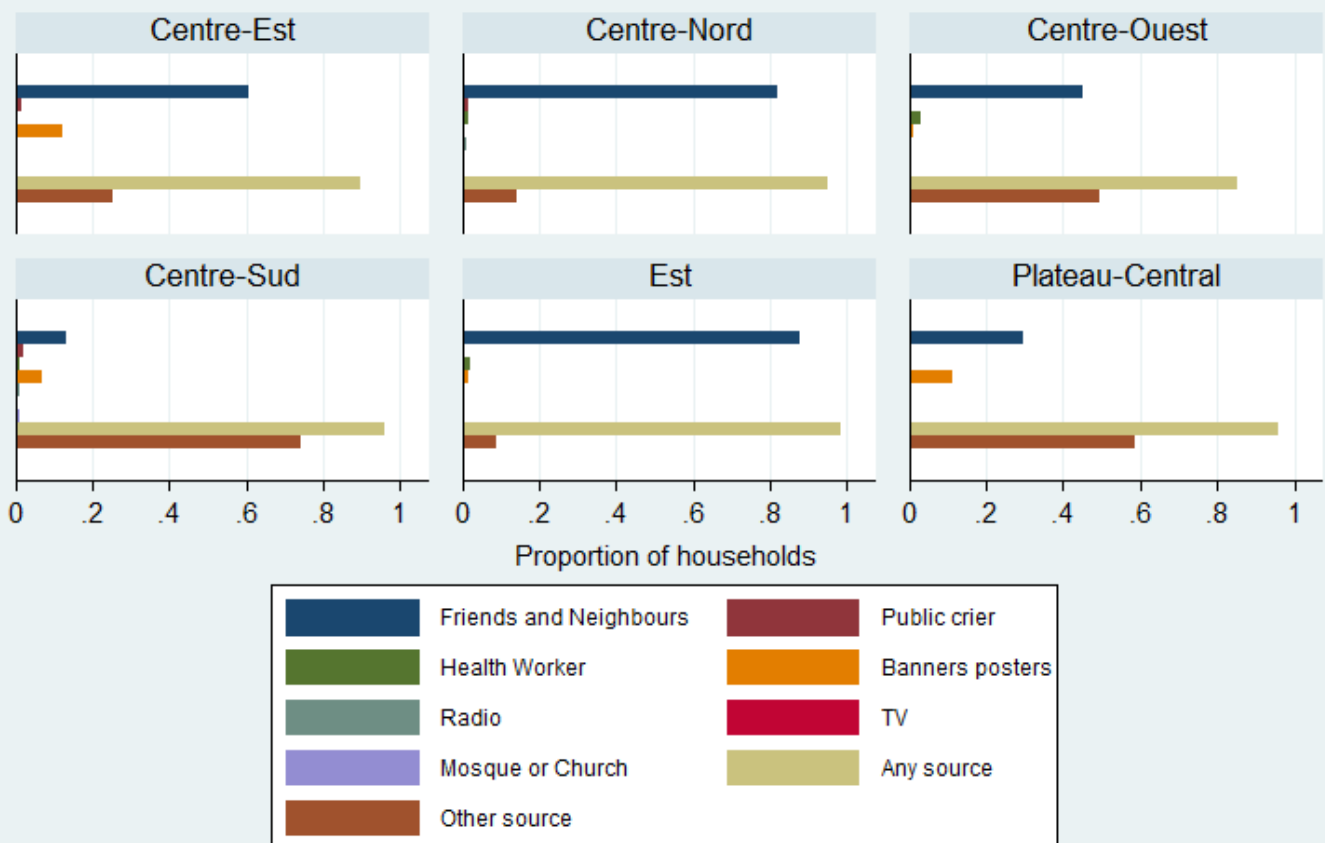 Centre-Est Centre-Nord Centre-Ouest
Centre-Sud Est Plateau-Central
0 .2 .4 .6 .8 1 0 .2 .4 .6 .8 1 0 .2 .4 .6 .8 1
Proportion of households
Friends and Neighbours Public crier
Health Worker Banners posters
Radio TV
Mosque or Church Any source
Other source